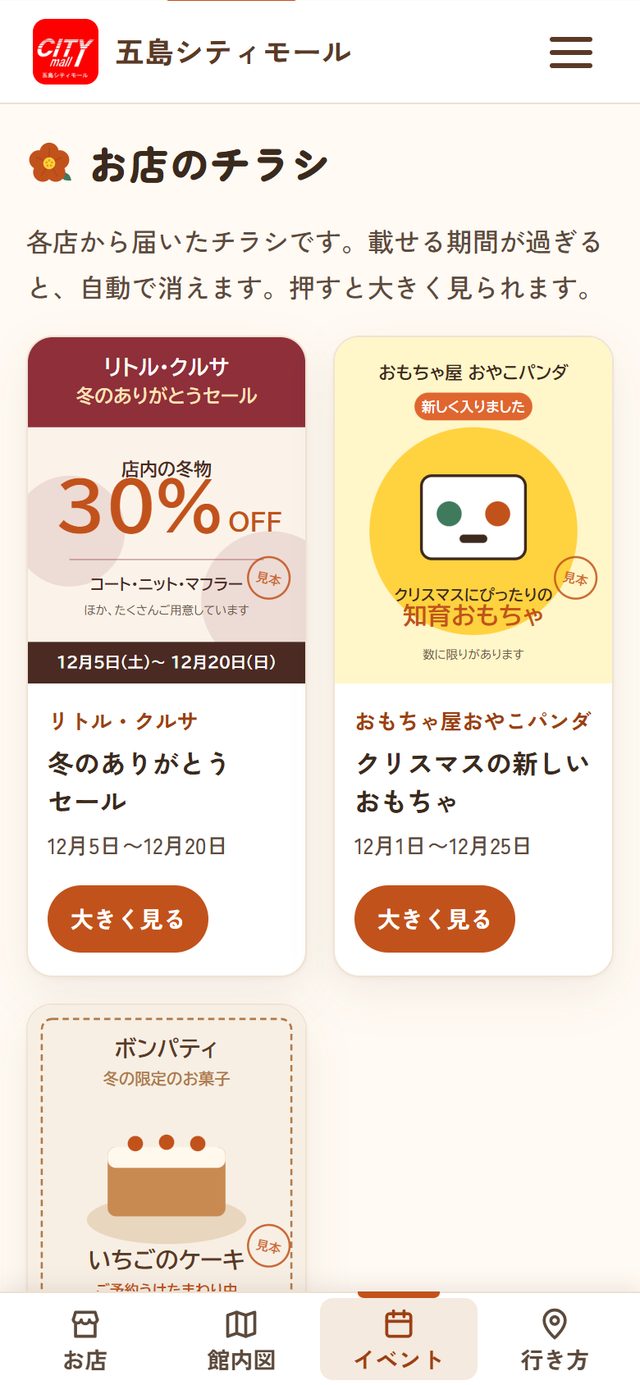 CITY
mall
五島シティモール
五島シティモール
お店のチラシ
各店から届いたチラシです。載せる期間が過ぎる
と、自動で消えます。押すと大きく見られます。
リトル・クルサ
冬のありがとうセール
店内の冬物
30% OFF
コート・ニット・マフラー
見本
ほか、たくさんご用意しています
12月5日(土)~ 12月20日(日)
リトル・クルサ
冬のありがとう
セール
12月5日〜12月20日
大きく見る
おもちゃ屋 おやこパンダ
新しく入りました
クリスマスにぴったりの
見本
知育おもちゃ
数に限りがあります
おもちゃ屋おやこパンダ
クリスマスの新しい
おもちゃ
12月1日〜12月25日
大きく見る
ボンパティ
冬の限定のお菓子
いちごのケーキ
見本
ご予約うけたまわり中
お店
館内図
イベント
行き方